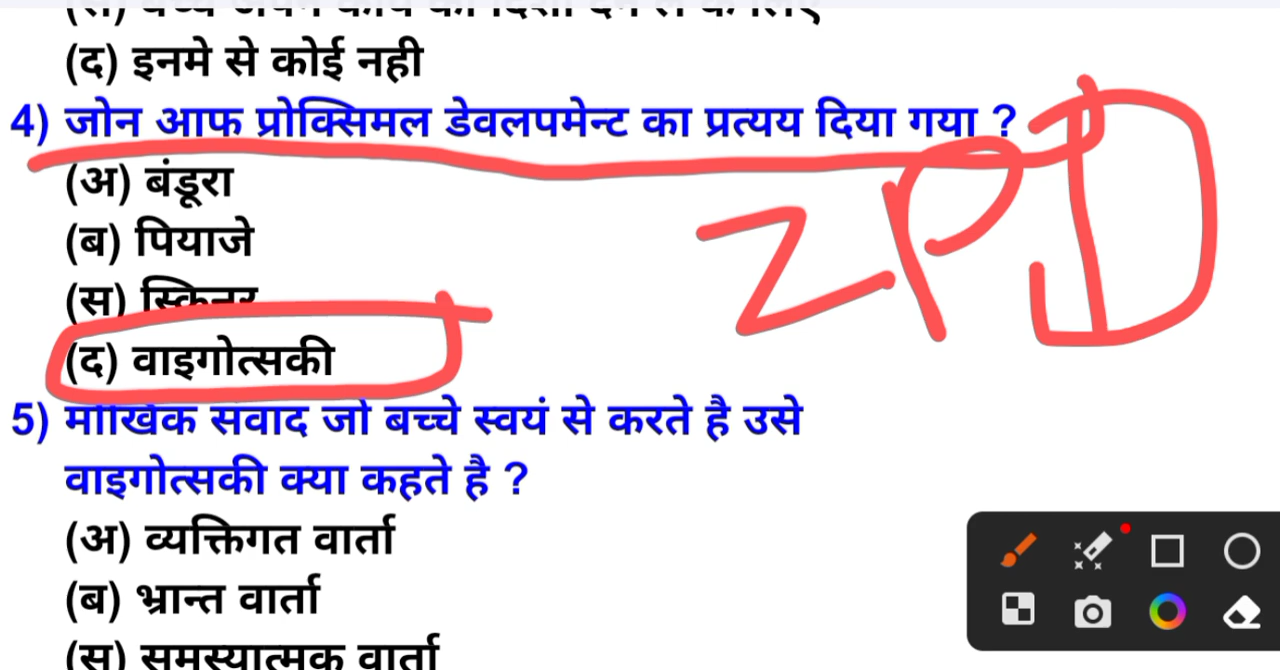 (द) इनमे से कोई नही
4) जोन आफ प्रोक्सिमल डेवलपमेन्ट का प्रत्यय दिया गया ?
(अ) बंडूरा
(ब) पियाजे
(स) स्किनर
ZPD
(द) वाइगोत्सकी
5) मौखिक संवाद जो बच्चे स्वयं से करते है उसे
वाइगोत्सकी क्या कहते है ?
(अ) व्यक्तिगत वार्ता
(ब) भ्रान्त वार्ता
(स) समस्यात्मक वार्ता